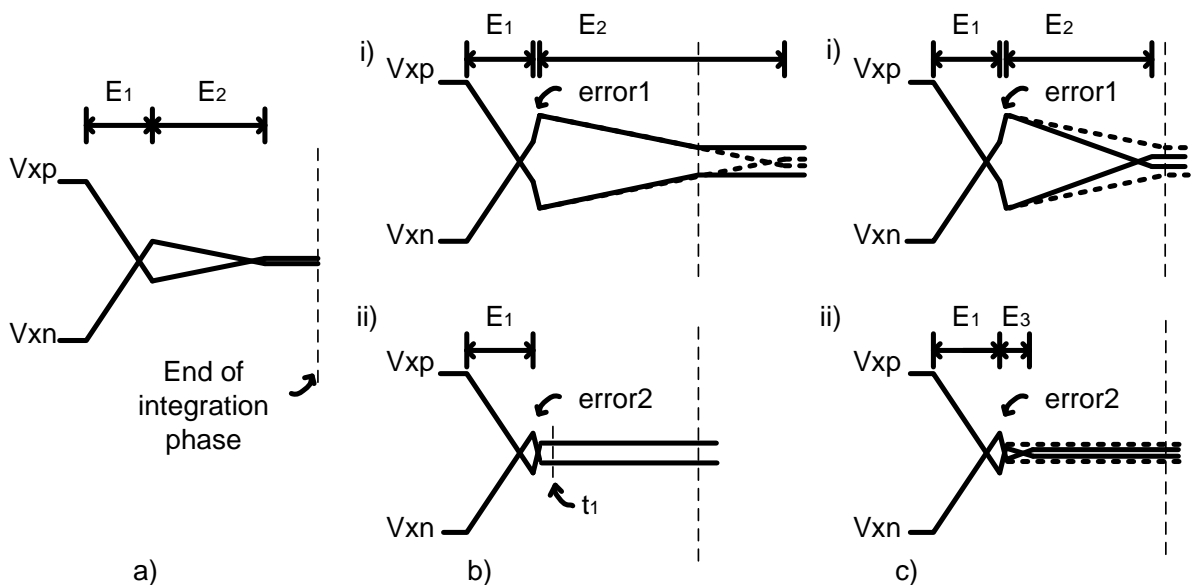 E1
E2
Vxp
Vxn
End of
integration
phase
a)
i)
E1
E2
Vxp
error1
Vxn
ii)
E1
Vxp
error2
t1
Vxn
b)
i)
E1
E2
Vxp
error1
Vxn
ii)
E1
E3
Vxp
error2
Vxn
c)